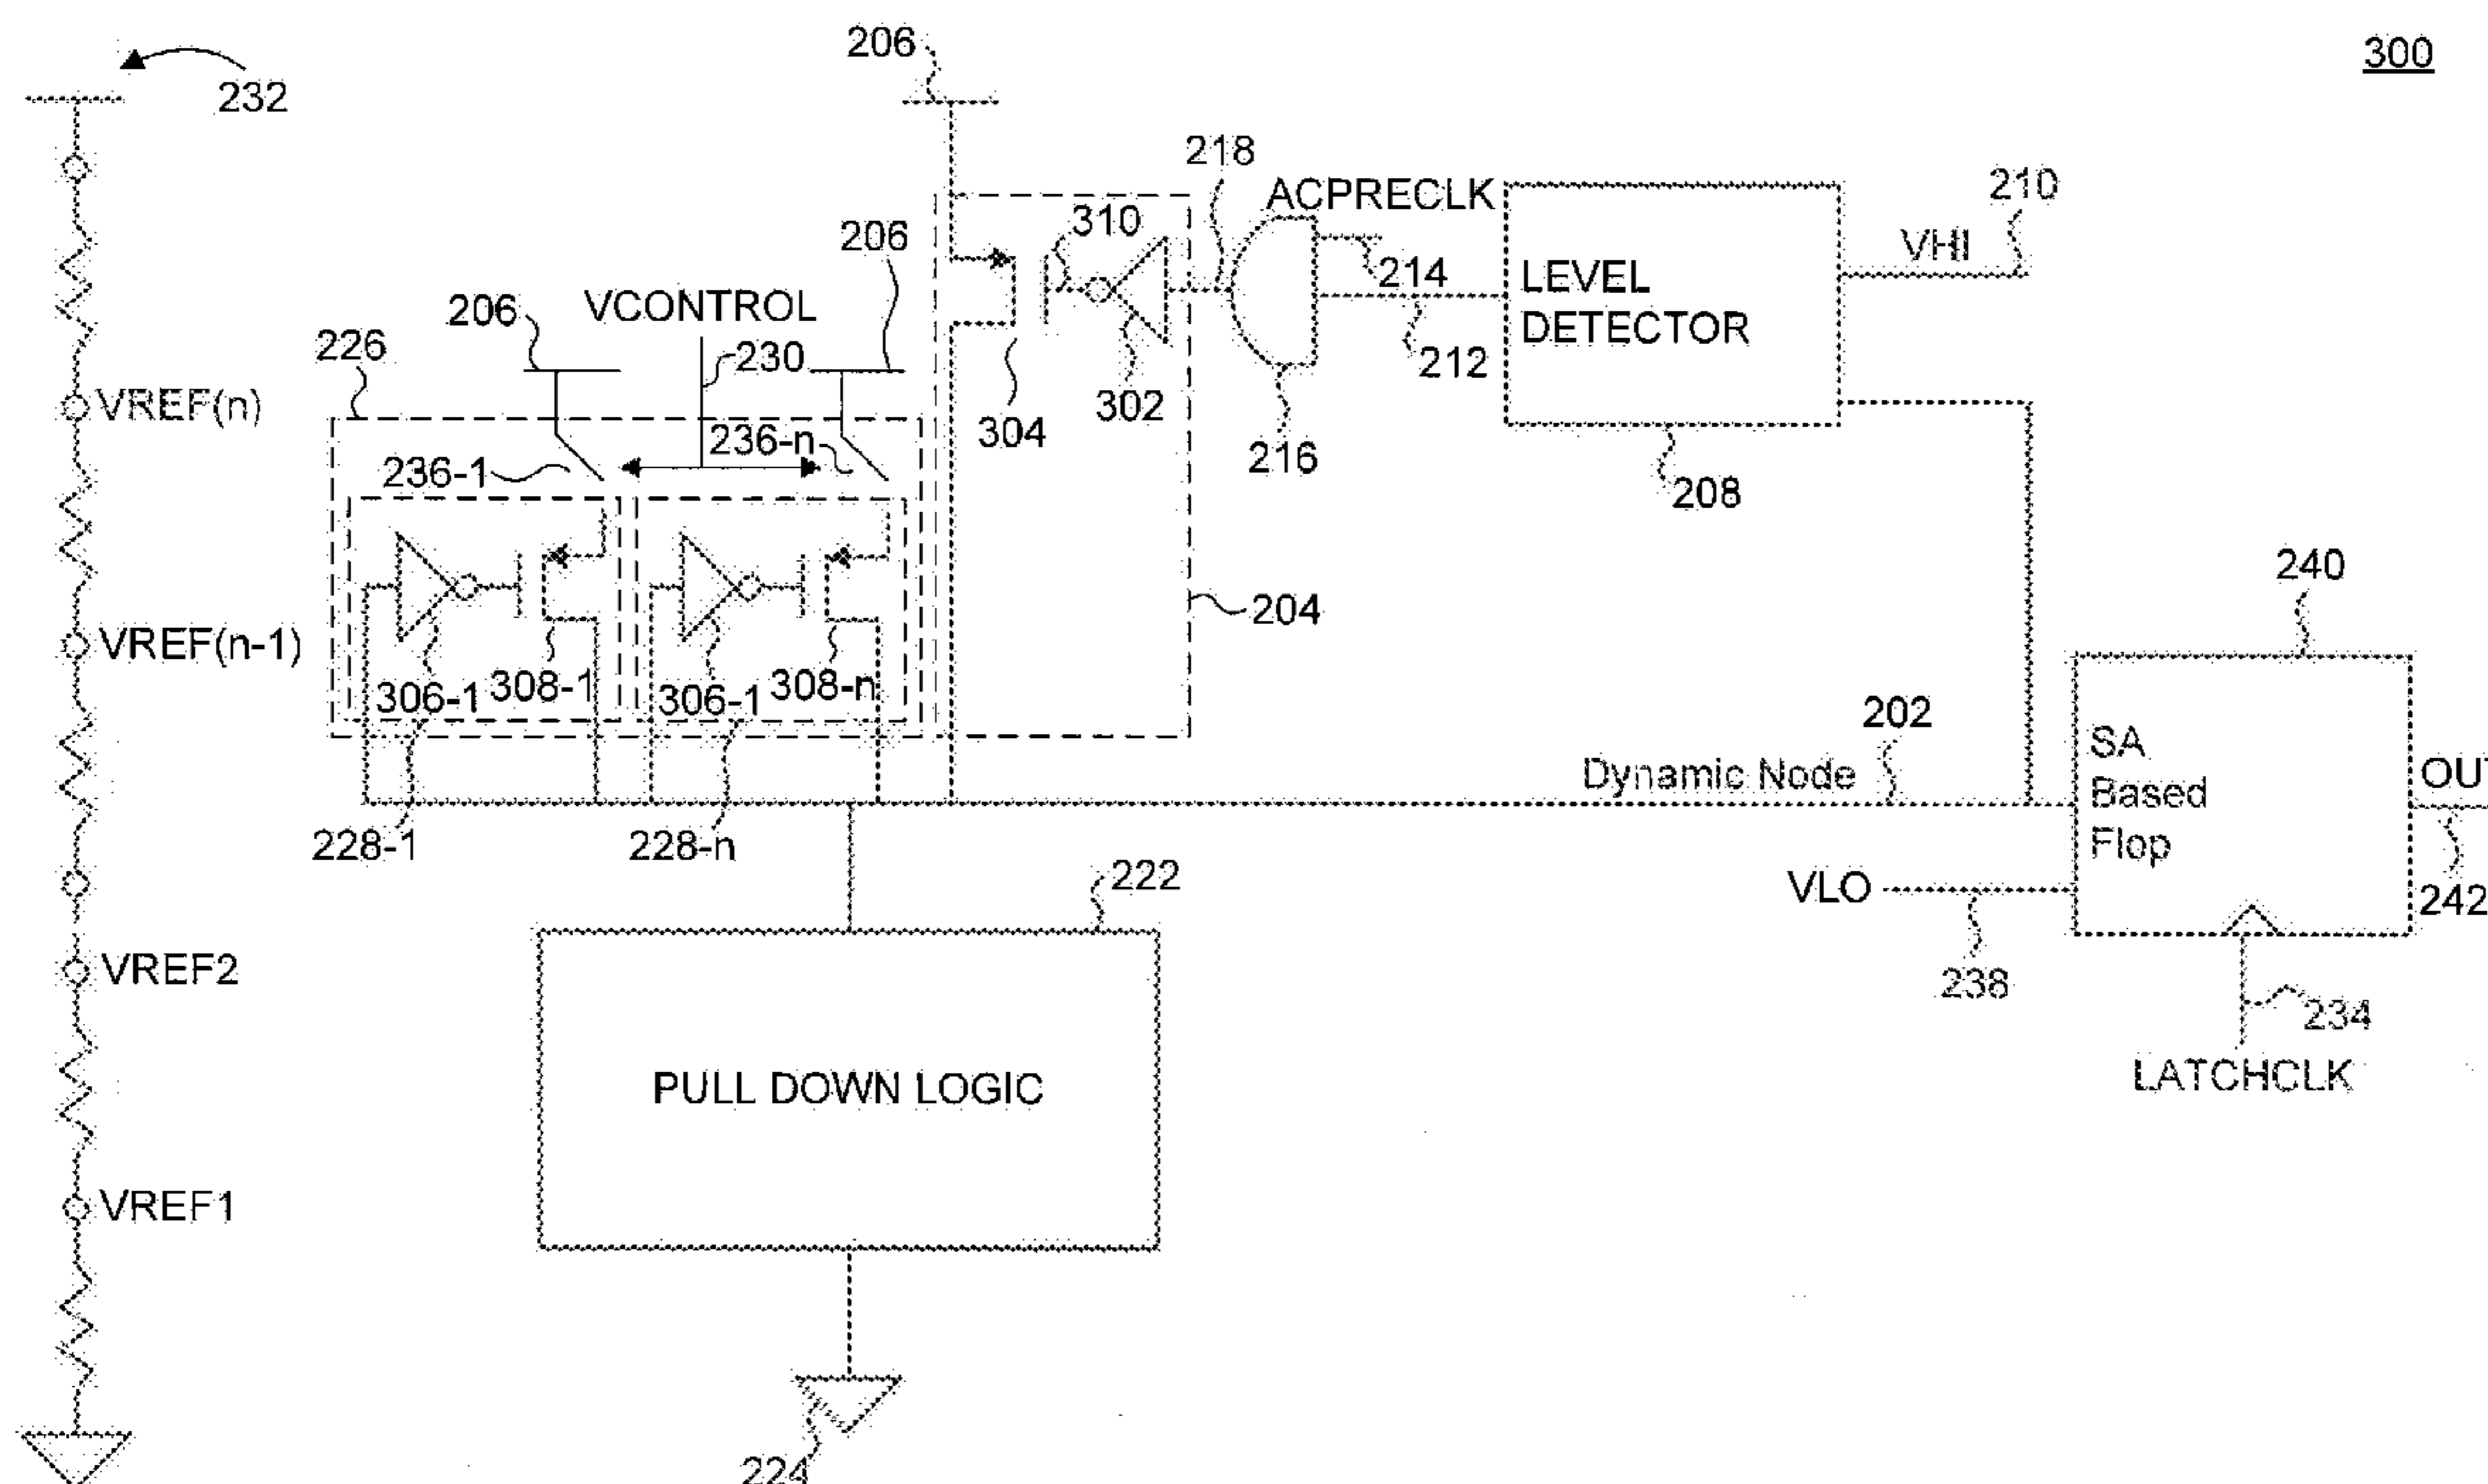 300
232
206
218
ACPRECLK
210
VHI
310
206
214
LEVEL
DETECTOR
212
206
VCONTROL
230
226
302
304
216
208
VREF(n)
236-n
236-1
240
204
VREF(n-1)
306-1
308-1
306-1
308-n
202
Dynamic Node
SA
Based
Flop
OUT
228-1
228-n
222
VLO
242
238
234
VREF2
LATCHCLK
PULL DOWN LOGIC
VREF1
224